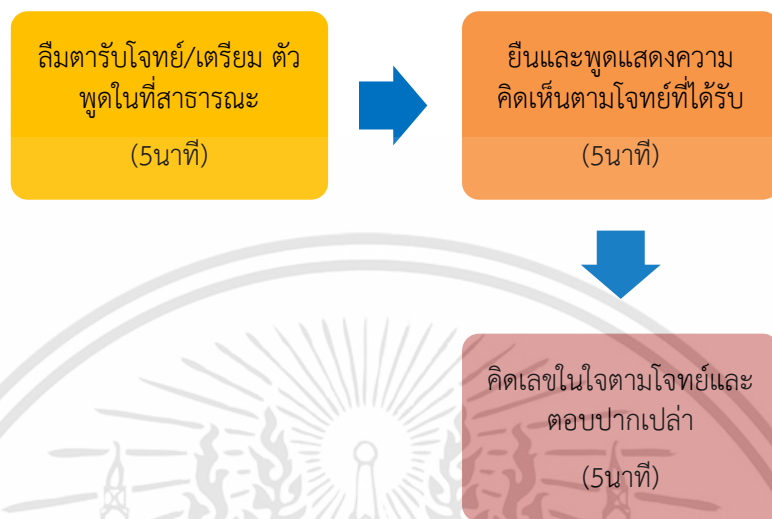 ลืมตารับโจทย์/เตรียม ตัว
พูดในที่สาธารณะ
(5นาที)
ยืนและพูดแสดงความ
คิดเห็นตามโจทย์ที่ได้รับ
(5นาที)
คิดเลขในใจตามโจทย์และ
ตอบปากเปล่า
(5นาที)